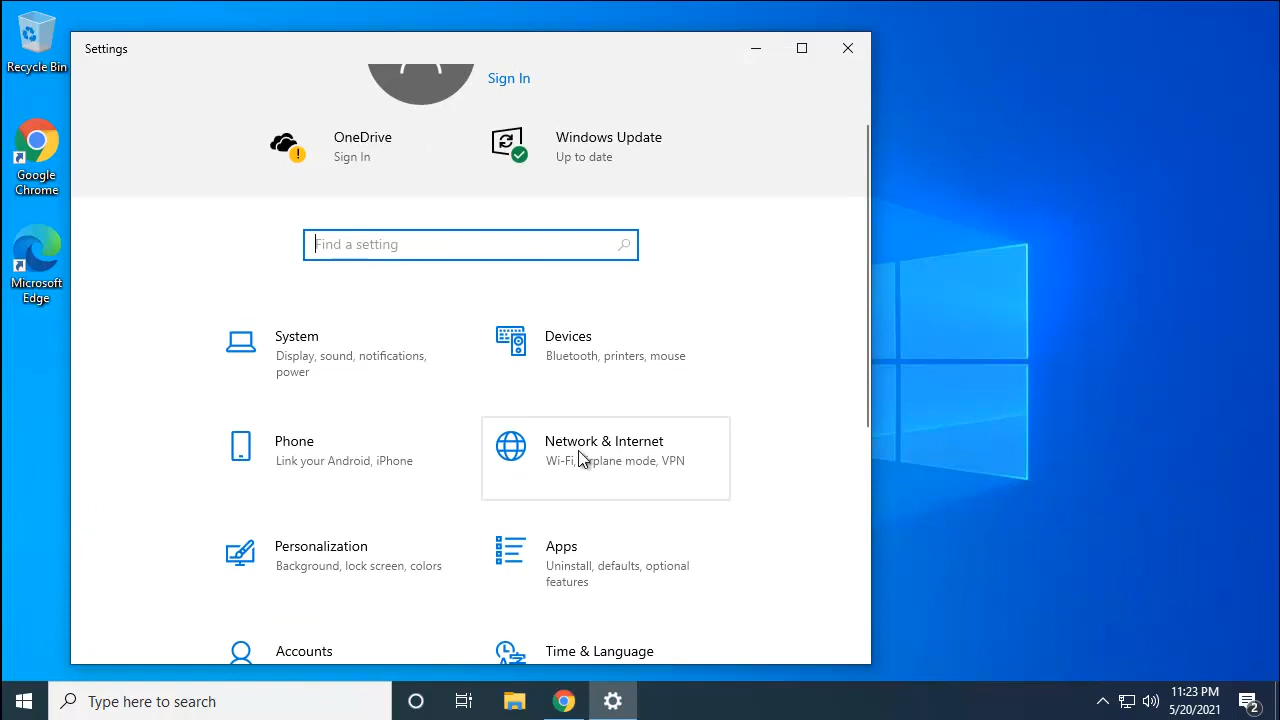 Recycle Bin
Google
Chrome
Microsoft
Edge
Settings
Sign In
OneDrive
Sign In
Windows Update
Up to date
Find a setting
System
Display, sound, notifications,
power
Devices
Bluetooth, printers, mouse
Phone
Link your Android, iPhone
Network & Internet
Wi-Fi, rplane mode, VPN
Personalization
Background, lock screen, colors
Apps
Uninstall, defaults, optional
features
Accounts
Time & Language
Type here to search
11:23 PM
5/20/2021
2